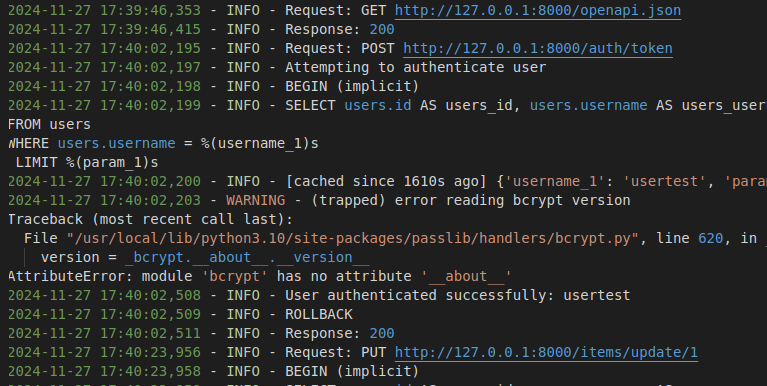 2024-11-27 17:39:46,353 - INFO - Request: GET http://127.0.0.1:8000/openapi.json
2024-11-27 17:39:46,415 - INFO - Response: 200
2024-11-27 17:40:02,195 - INFO - Request: POST http://127.0.0.1:8000/auth/token
2024-11-27 17:40:02,197 - INFO - Attempting to authenticate user
2024-11-27 17:40:02,198 - INFO - BEGIN (implicit)
2024-11-27 17:40:02,199 - INFO - SELECT users.id AS users_id, users.username AS users_user
FROM users
WHERE users.username = %(username_1)s
LIMIT %(param_1)s
2024-11-27 17:40:02,200 - INFO - [cached since 1610s ago] {'username_1': 'usertest', 'para
2024-11-27 17:40:02,203 - WARNING - (trapped) error reading bcrypt version
Traceback (most recent call last):
File "/usr/local/lib/python3.10/site-packages/passlib/handlers/bcrypt.py", line 620, in
version = _bcrypt.__about__.__version__
AttributeError: module 'bcrypt' has no attribute '__about__'
2024-11-27 17:40:02,508 - INFO - User authenticated successfully: usertest
2024-11-27 17:40:02,509 - INFO - ROLLBACK
2024-11-27 17:40:02,511 - INFO - Response: 200
2024-11-27 17:40:23,956 - INFO - Request: PUT http://127.0.0.1:8000/items/update/1
2024-11-27 17:40:23,958 - INFO - BEGIN (implicit)